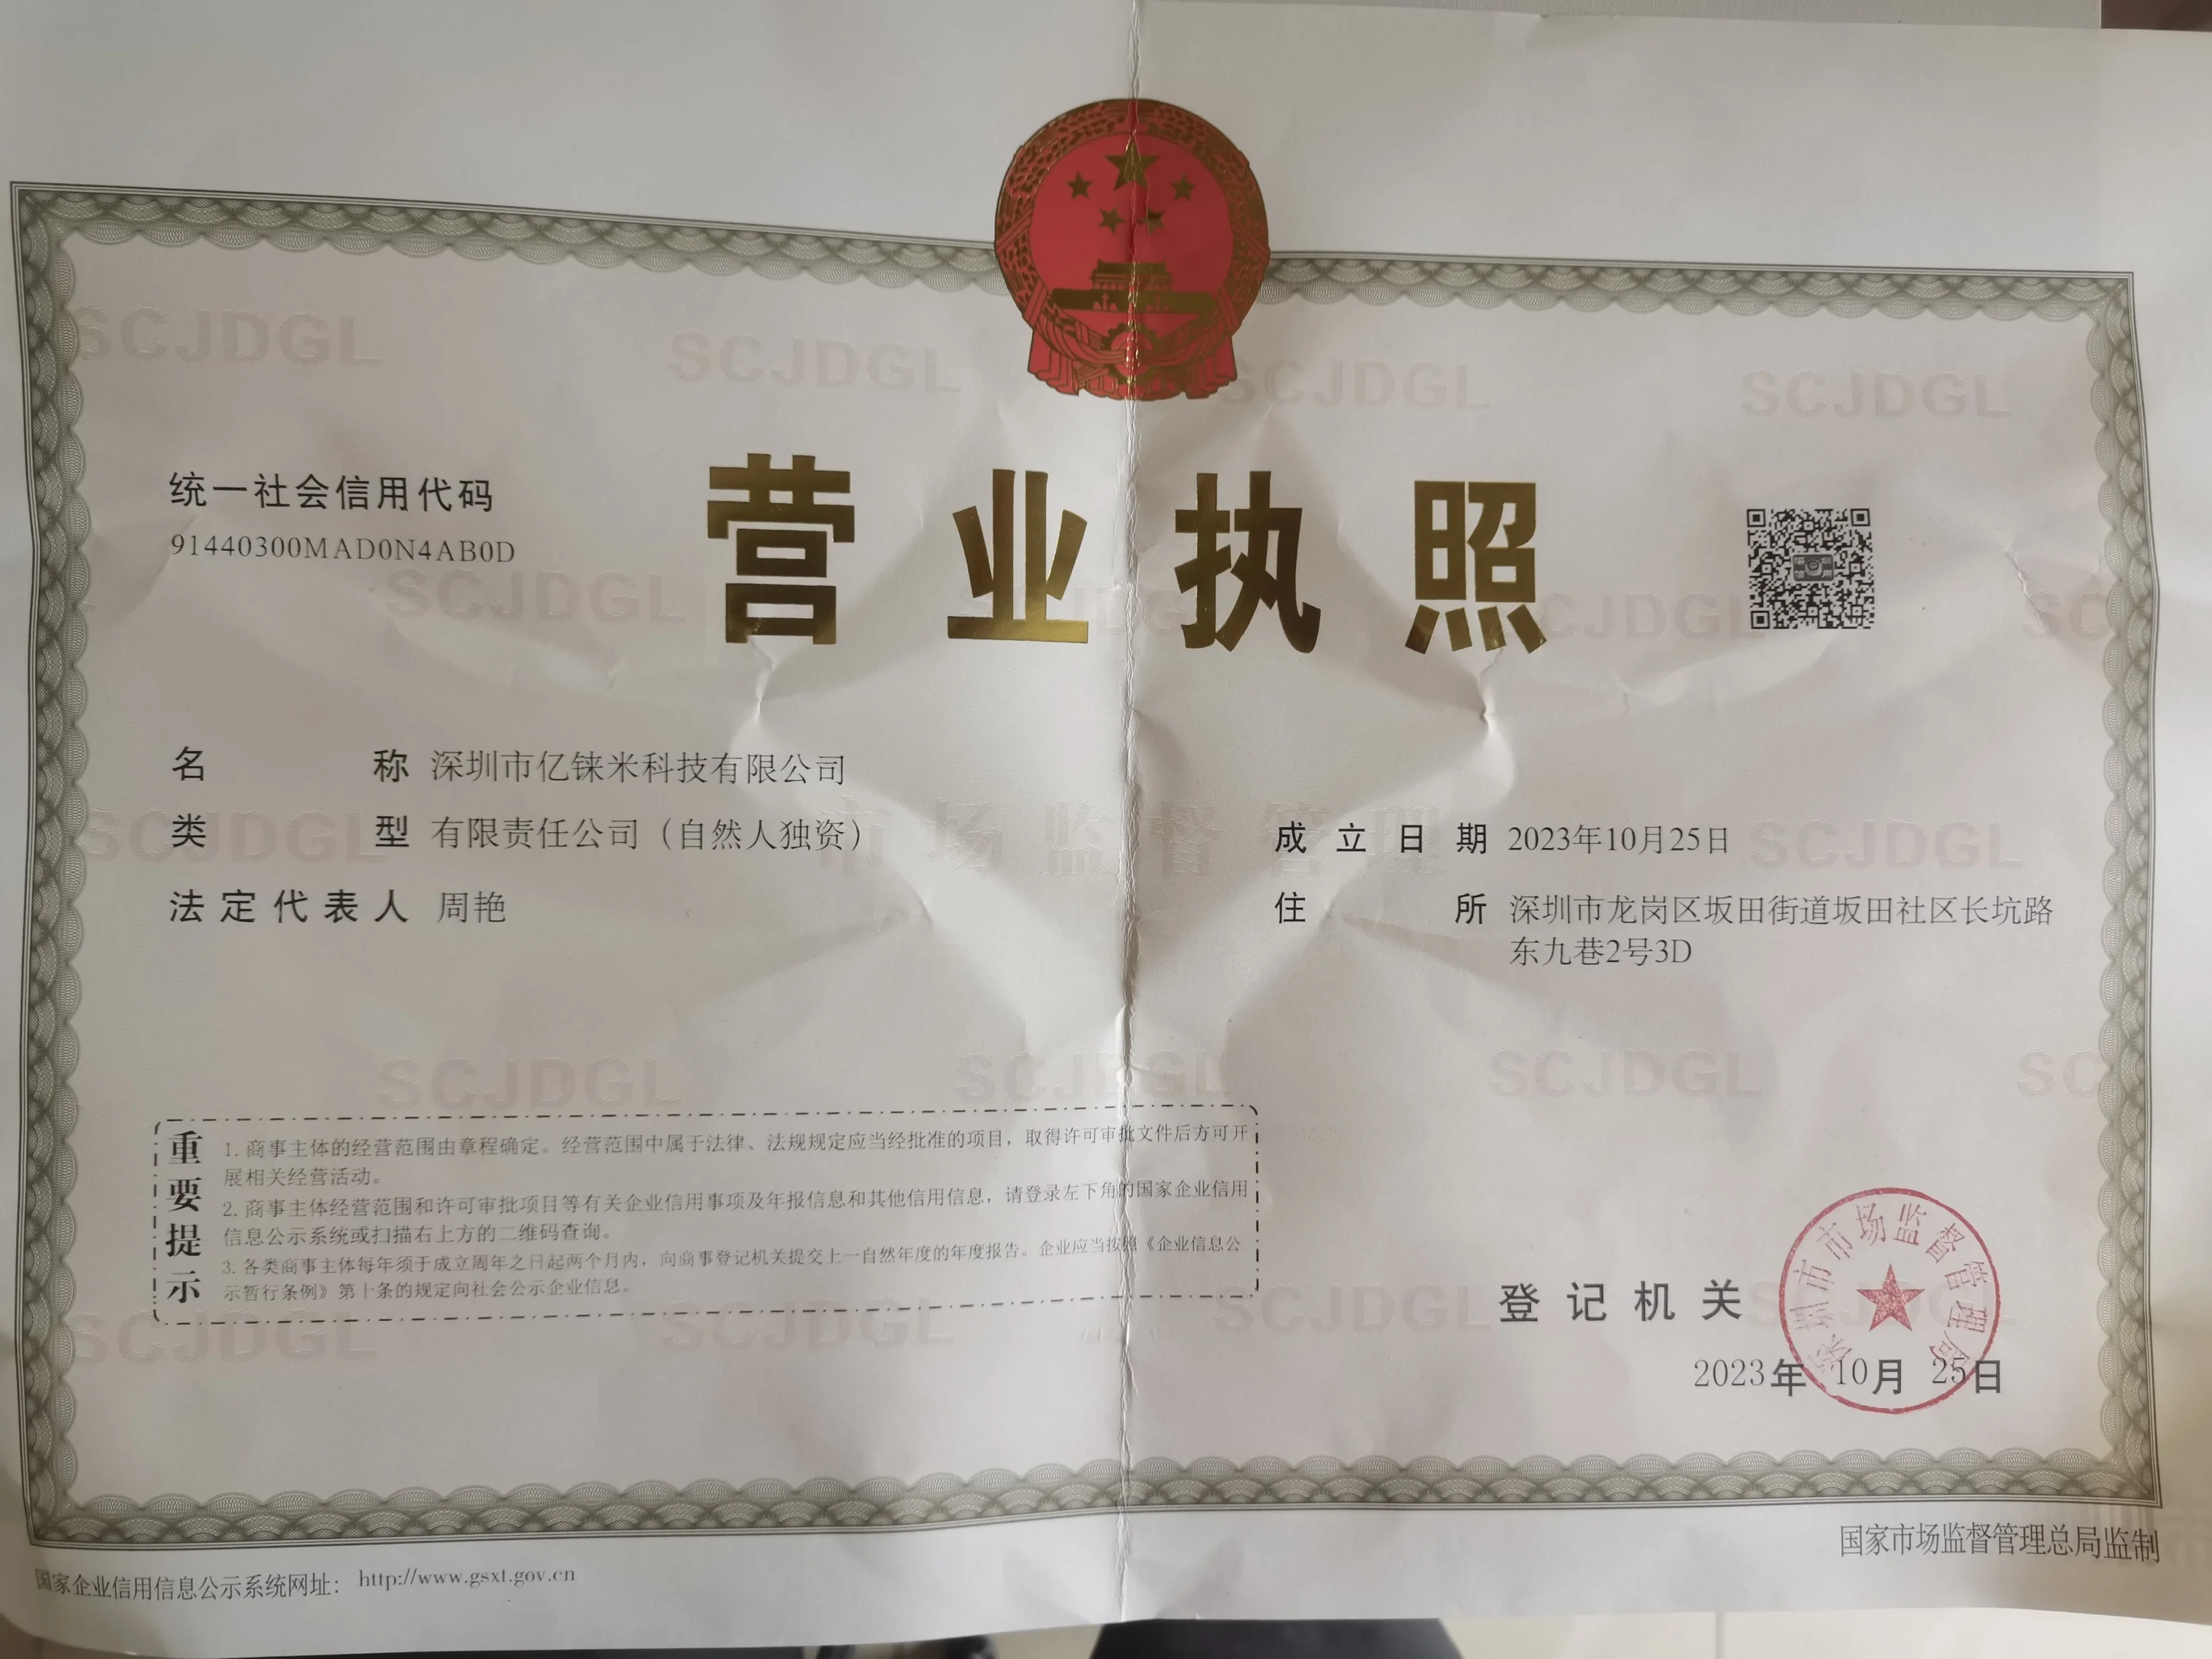 统一社会信用代码
91440300MAD0N4AB0D
营业执照
名称 深圳市亿铼米科技有限公司
类型 有限责任公司（自然人独资）
法定代表人 周艳
成立日期 2023年10月25日
住所 深圳市龙岗区坂田街道坂田社区长坑路
东九巷2号3D
重要提示
1. 商事主体的经营范围由章程确定。经营范围中属于法律、法规规定应当经批准的项目，取得许可审批文件后方可开
展相关经营活动。
2. 商事主体经营范围和许可审批项目等有关企业信用事项及年报信息和其他信用信息，请登录左下角的国家企业信用
信息公示系统或扫描右上方的二维码查询。
3. 各类商事主体每年须于成立周年之日起两个月内，向商事登记机关提交上一自然年度的年度报告。企业应当按照《企业信息公
示暂行条例》第十条的规定向社会公示企业信息。
登记机关
深圳市市场监督管理局
2023年 10月 25日
国家企业信用信息公示系统网址： http://www.gsxt.gov.cn
国家市场监督管理总局监制
SCJDGL
市场监督管理